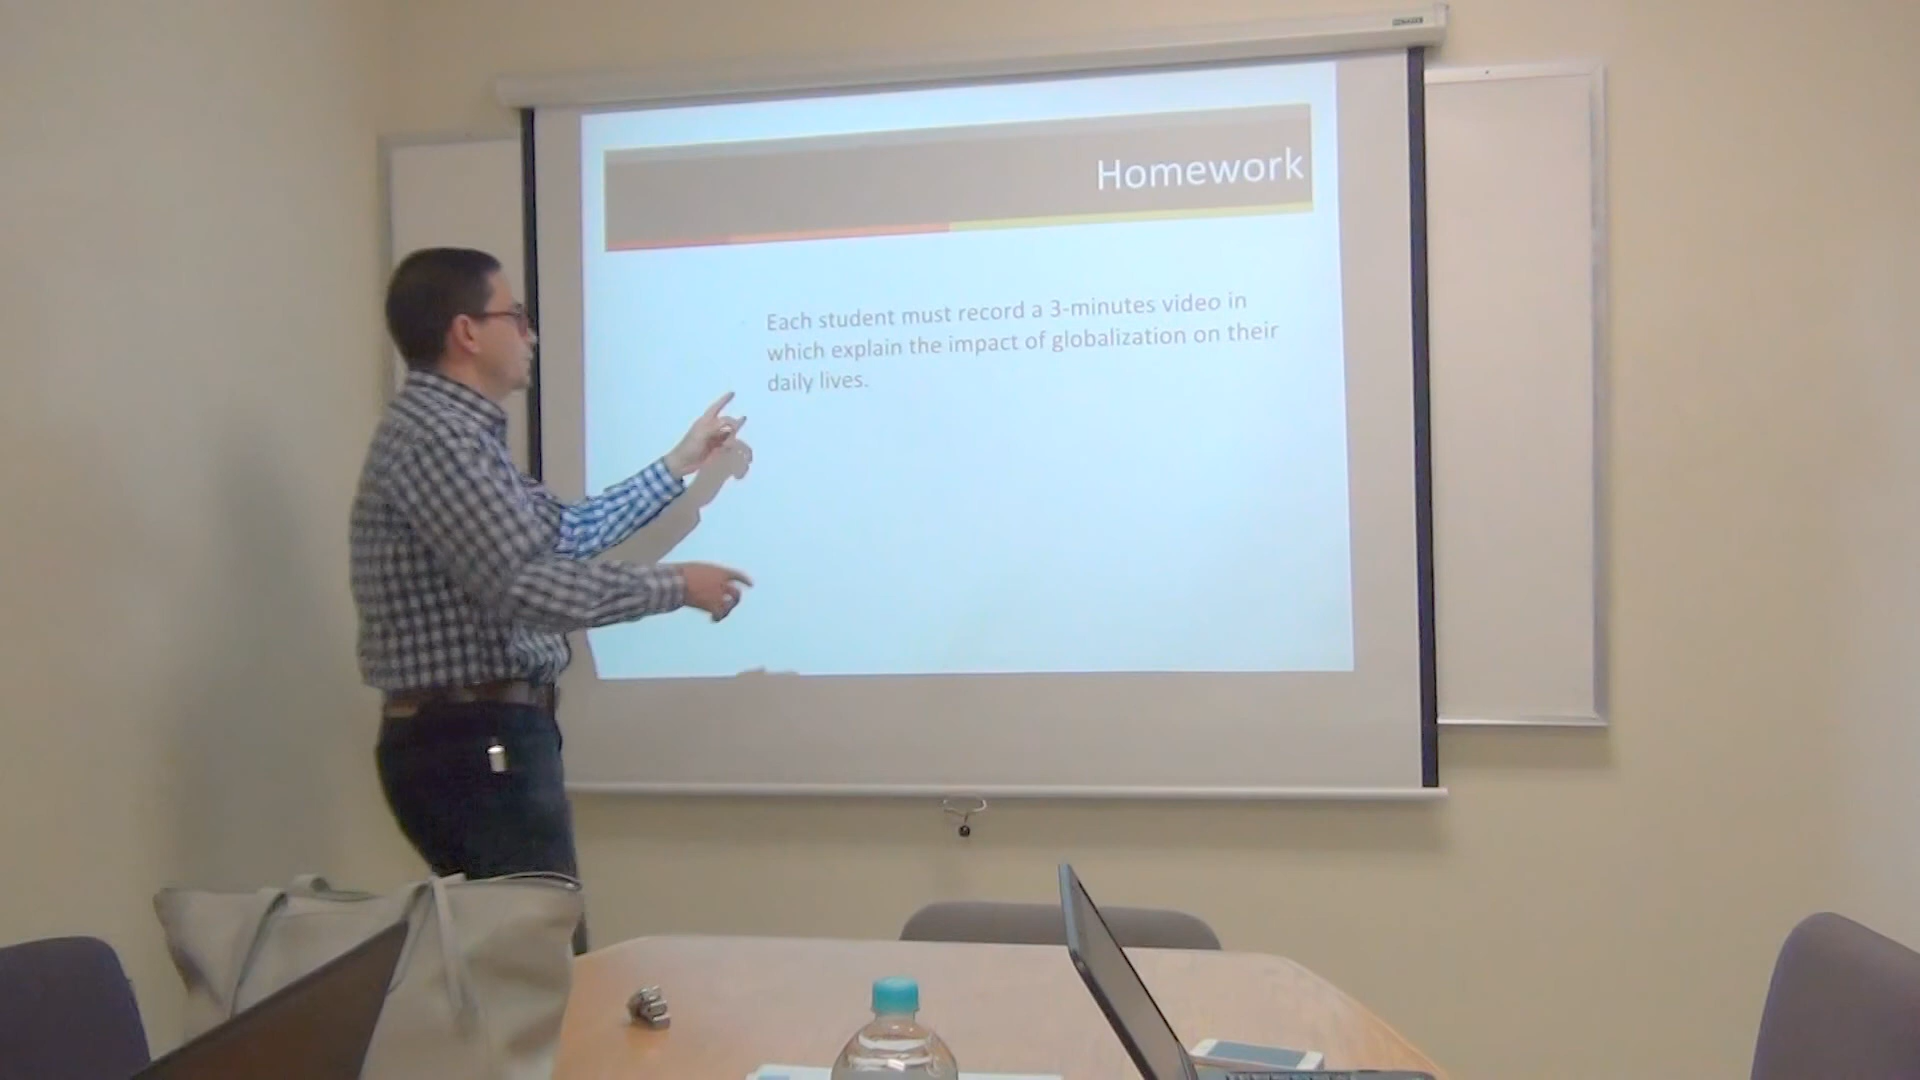 Homework
Each student must record a 3-minutes video in
which explain the impact of globalization on their
daily lives.